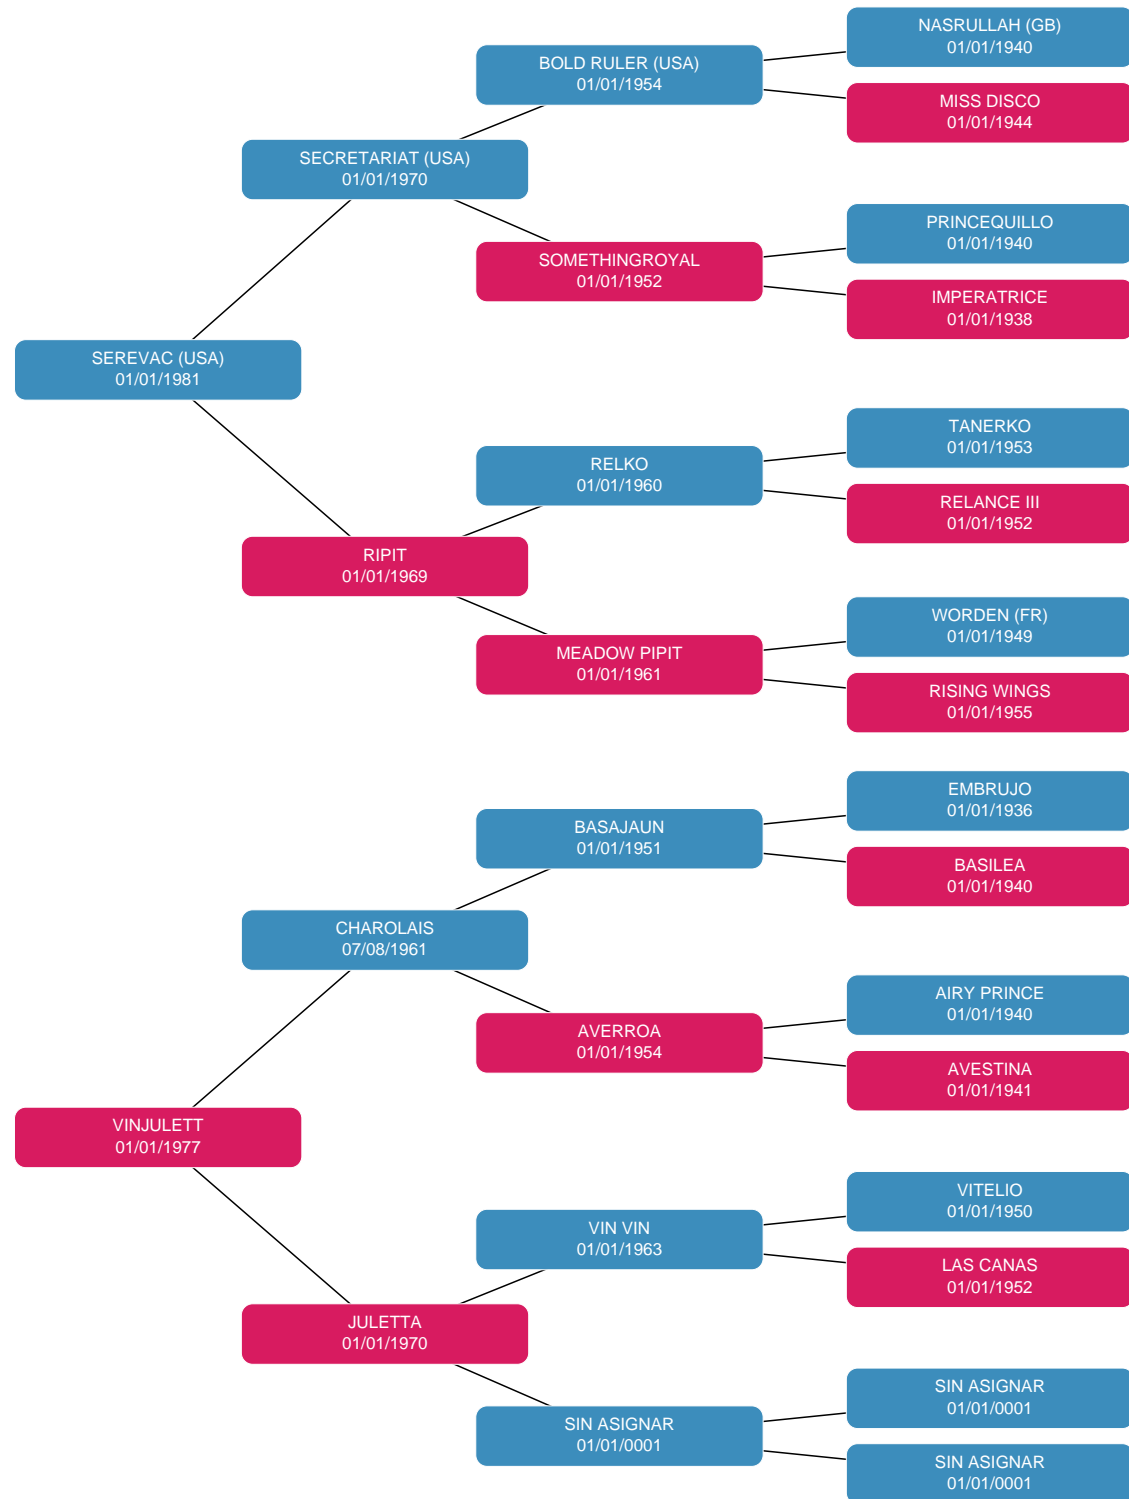 NASRULLAH (GB)
01/01/1940
BOLD RULER (USA)
01/01/1954
MISS DISCO
01/01/1944
SECRETARIAT (USA)
01/01/1970
PRINCEQUILLO
01/01/1940
SOMETHINGROYAL
01/01/1952
IMPERATRICE
01/01/1938
SEREVAC (USA)
01/01/1981
TANERKO
01/01/1953
RELKO
01/01/1960
RELANCE III
01/01/1952
RIPIT
01/01/1969
WORDEN (FR)
01/01/1949
MEADOW PIPIT
01/01/1961
RISING WINGS
01/01/1955
EMBRUJO
01/01/1936
BASAJAUN
01/01/1951
BASILEA
01/01/1940
CHAROLAIS
07/08/1961
AIRY PRINCE
01/01/1940
AVERROA
01/01/1954
AVESTINA
01/01/1941
VINJULETT
01/01/1977
VITELIO
01/01/1950
VIN VIN
01/01/1963
LAS CANAS
01/01/1952
JULETTA
01/01/1970
SIN ASIGNAR
01/01/0001
SIN ASIGNAR
01/01/0001
SIN ASIGNAR
01/01/0001